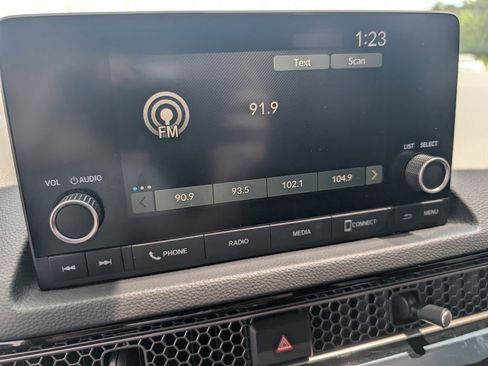 1:23
Text Scan
FM
91.9
LIST SELECT
VOL AUDIO
90.9 93.5 102.1 104.9
PHONE RADIO MEDIA CONNECT MENU